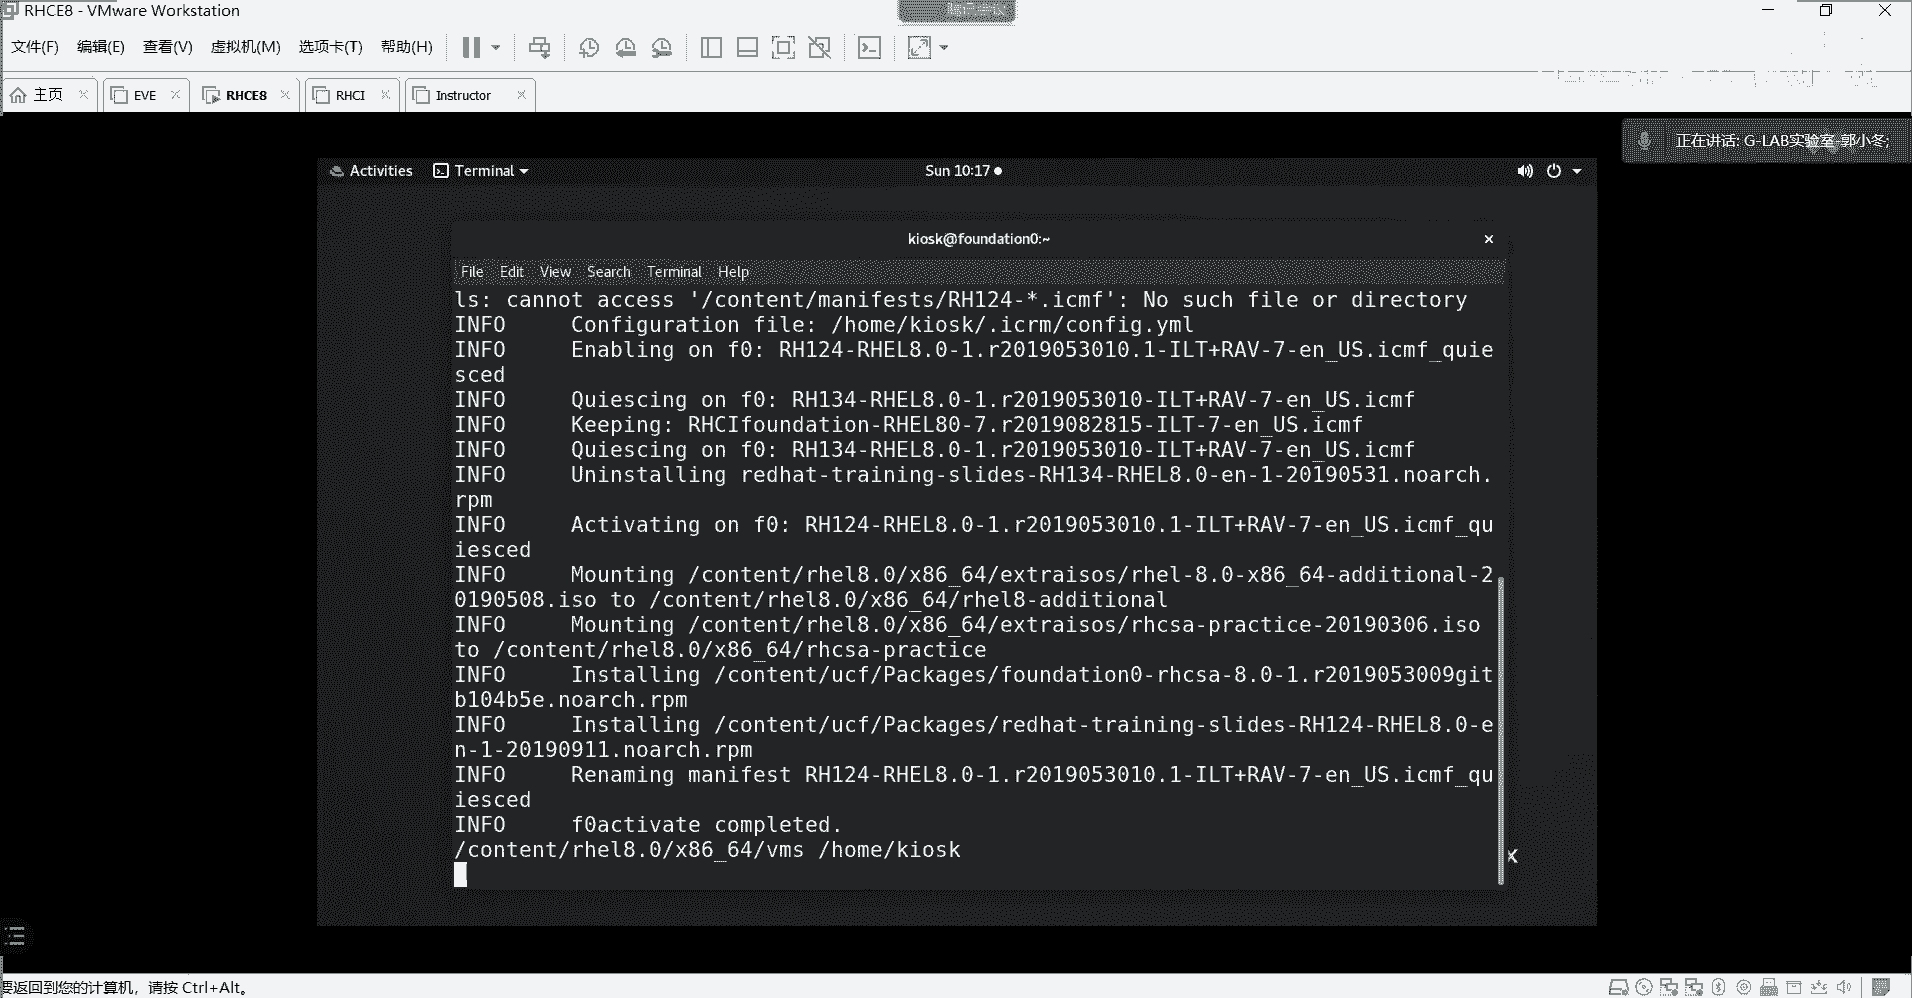 RHCE8 - VMware Workstation
文件(F) 编辑(E) 查看(V) 虚拟机(M) 选项卡(T) 帮助(H)
主页 EVE RHCE8 RHCI Instructor
正在讲话: G-LAB实验室-郭小冬;
Activities Terminal Sun 10:17
kiosk@foundation0:~
File Edit View Search Terminal Help
ls: cannot access '/content/manifests/RH124-*.icmf': No such file or directory
INFO Configuration file: /home/kiosk/.icrm/config.yml
INFO Enabling on f0: RH124-RHEL8.0-1.r2019053010.1-ILT+RAV-7-en_US.icmf_quie
sced
INFO Quiescing on f0: RH134-RHEL8.0-1.r2019053010-ILT+RAV-7-en_US.icmf
INFO Keeping: RHCIfoundation-RHEL80-7.r2019082815-ILT-7-en_US.icmf
INFO Quiescing on f0: RH134-RHEL8.0-1.r2019053010-ILT+RAV-7-en_US.icmf
INFO Uninstalling redhat-training-slides-RH134-RHEL8.0-en-1-20190531.noarch.
rpm
INFO Activating on f0: RH124-RHEL8.0-1.r2019053010.1-ILT+RAV-7-en_US.icmf_qu
iesced
INFO Mounting /content/rhel8.0/x86_64/extraisos/rhel-8.0-x86_64-additional-2
0190508.iso to /content/rhel8.0/x86_64/rhel8-additional
INFO Mounting /content/rhel8.0/x86_64/extraisos/rhcsa-practice-20190306.iso
to /content/rhel8.0/x86_64/rhcsa-practice
INFO Installing /content/ucf/Packages/foundation0-rhcsa-8.0-1.r2019053009git
b104b5e.noarch.rpm
INFO Installing /content/ucf/Packages/redhat-training-slides-RH124-RHEL8.0-e
n-1-20190911.noarch.rpm
INFO Renaming manifest RH124-RHEL8.0-1.r2019053010.1-ILT+RAV-7-en_US.icmf_qu
iesced
INFO f0activate completed.
/content/rhel8.0/x86_64/vms /home/kiosk
要返回到您的计算机，请按 Ctrl+Alt。